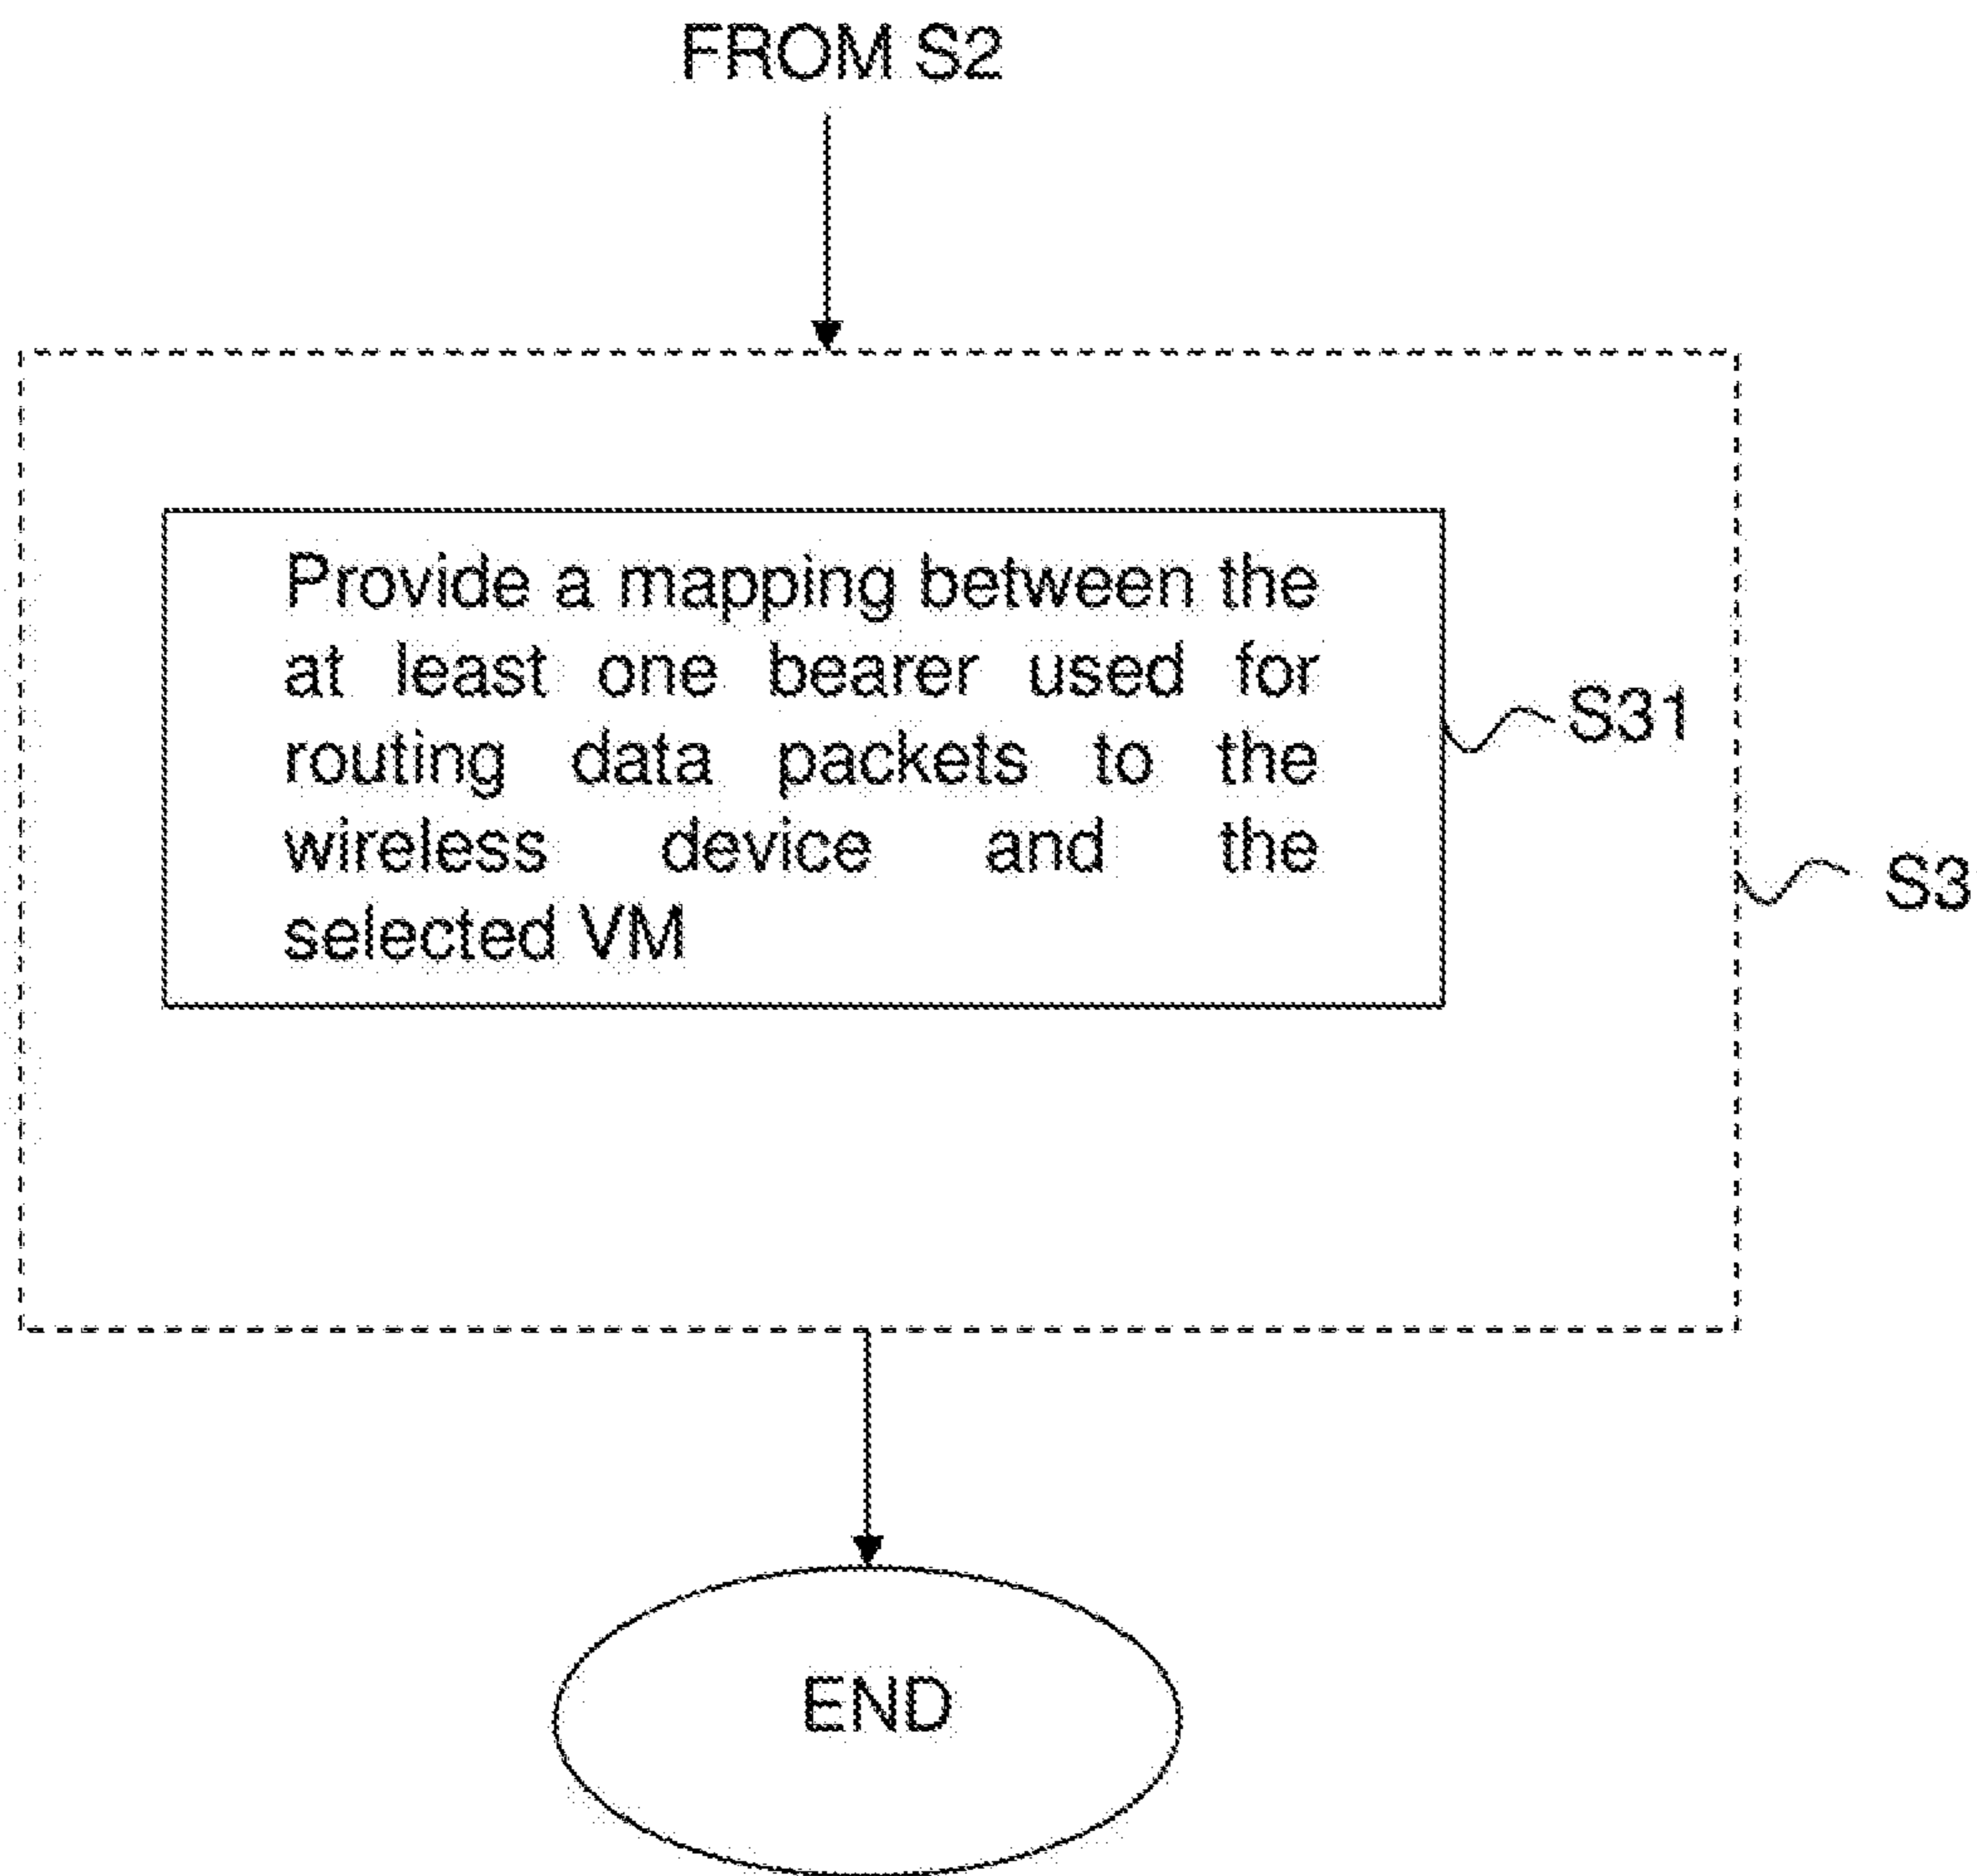 FROM S2
Provide a mapping between the
at least one bearer used for
routing data packets to the
wireless device and the
selected VM
S31
S3
END